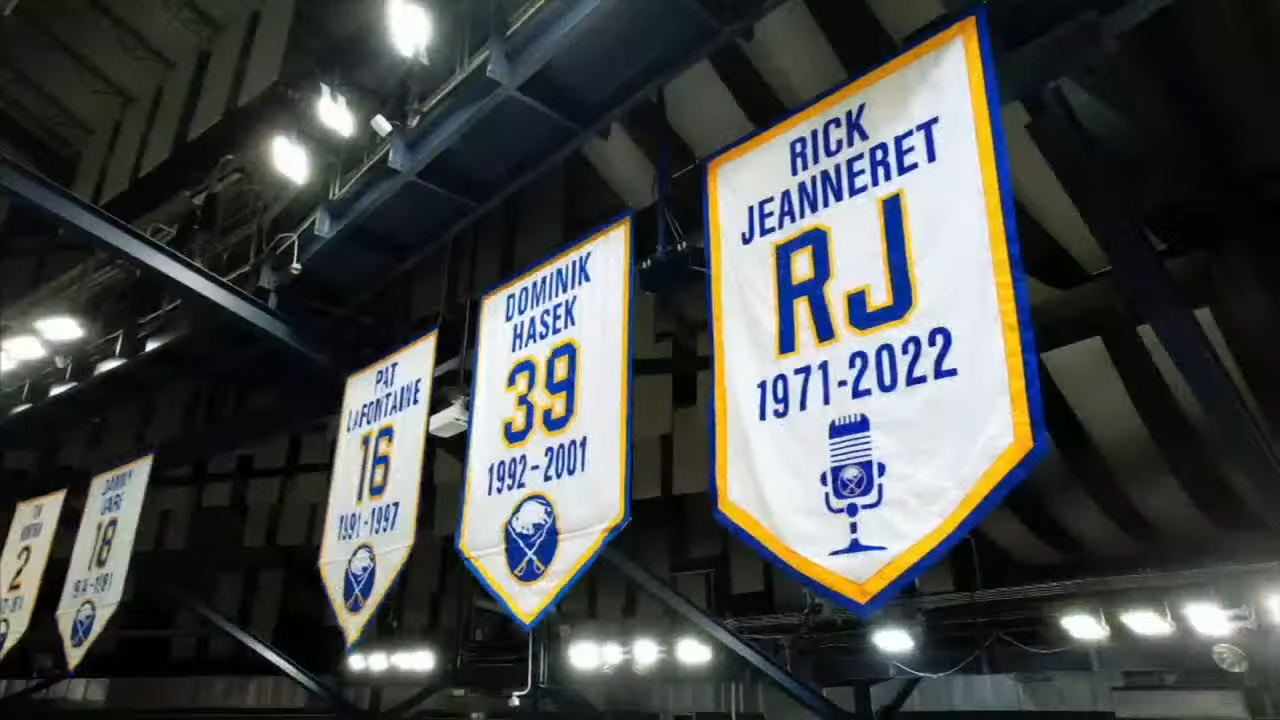 RICK
JEANNERET
RJ
1971-2022
DOMINIK
HASEK
39
1992-2001
PAT
LAFONTAINE
16
1991-1997
18
2